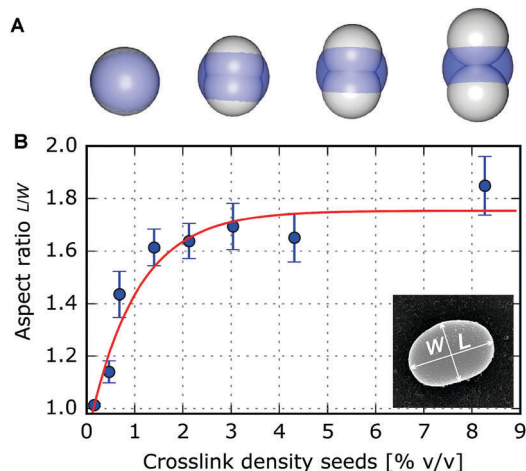 A
B
2.0
1.8
1.6
1.4
1.2
1.0
Aspect ratio L/W
W L
0 1 2 3 4 5 6 7 8 9
Crosslink density seeds [% v/v]